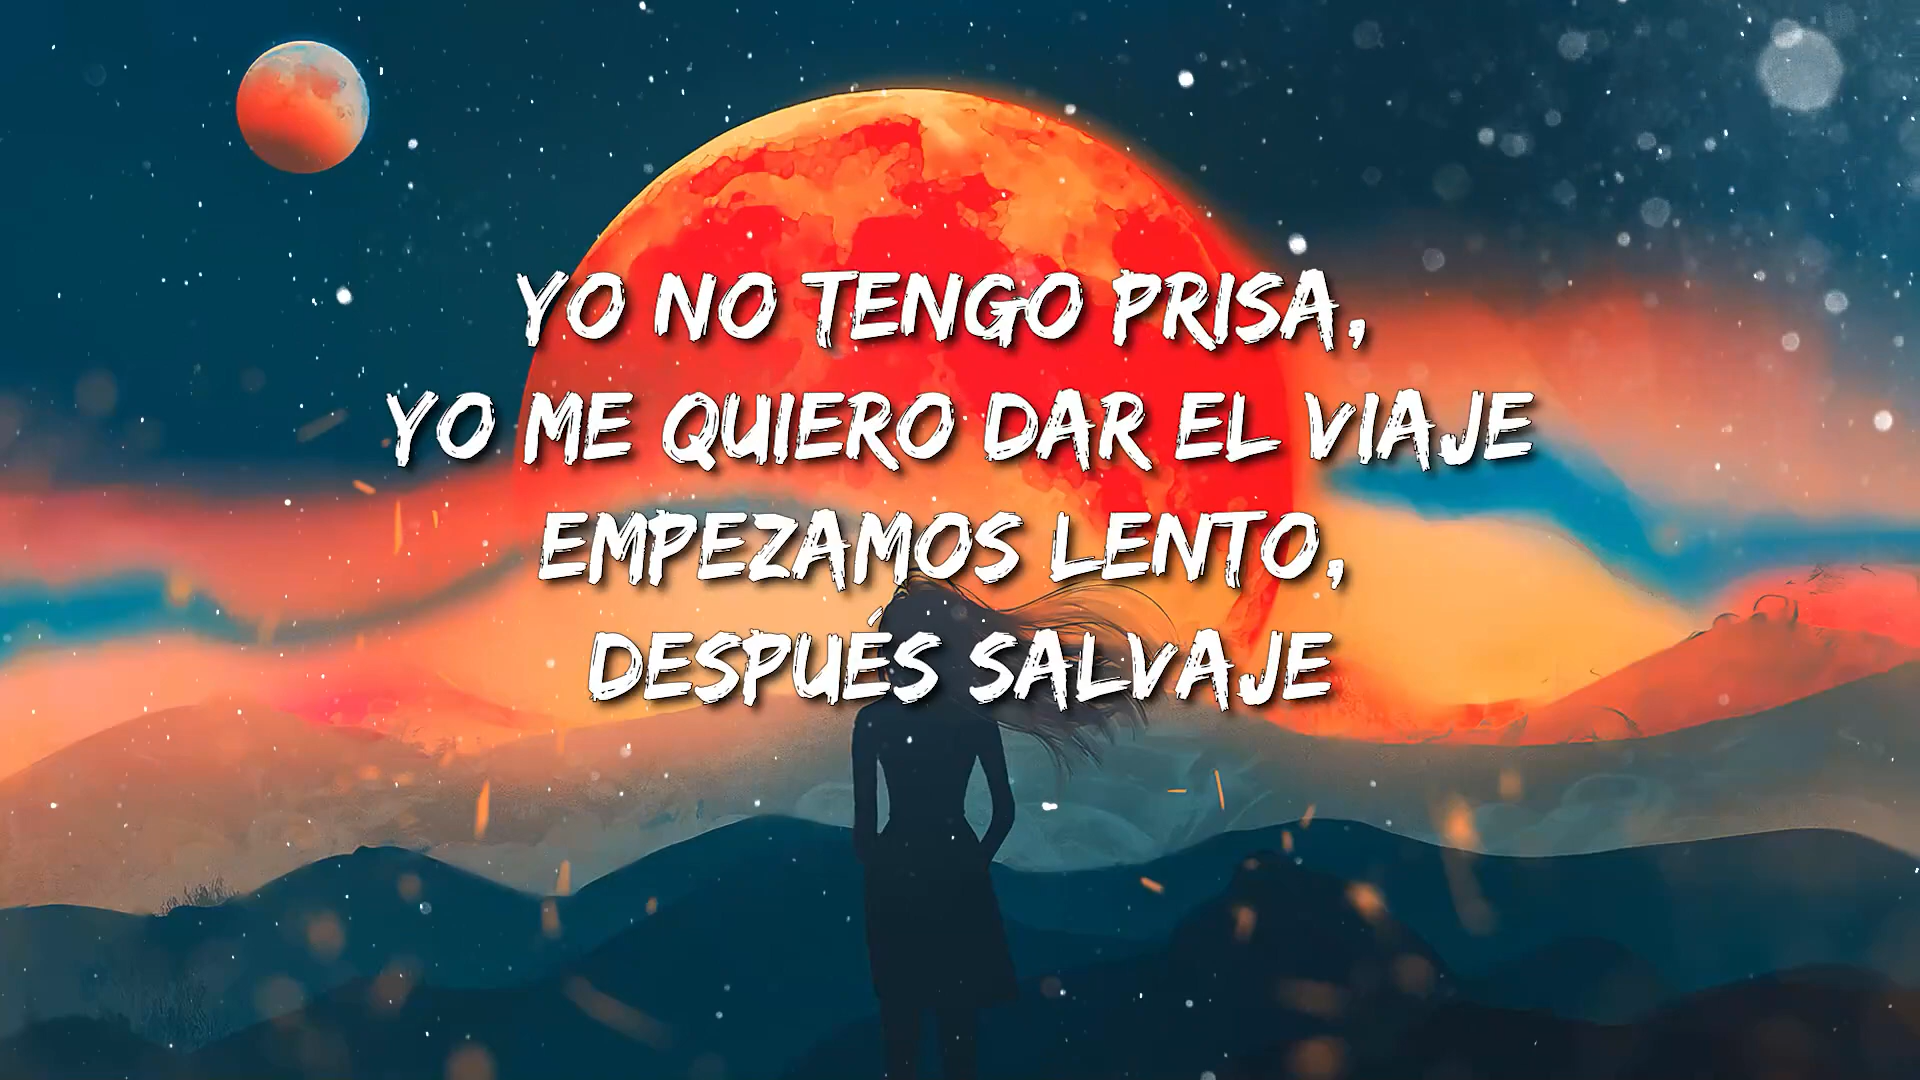 YO NO TENGO PRISA,
YO ME QUIERO DAR EL VIAJE
EMPEZAMOS LENTO,
DESPUÉS SALVAJE